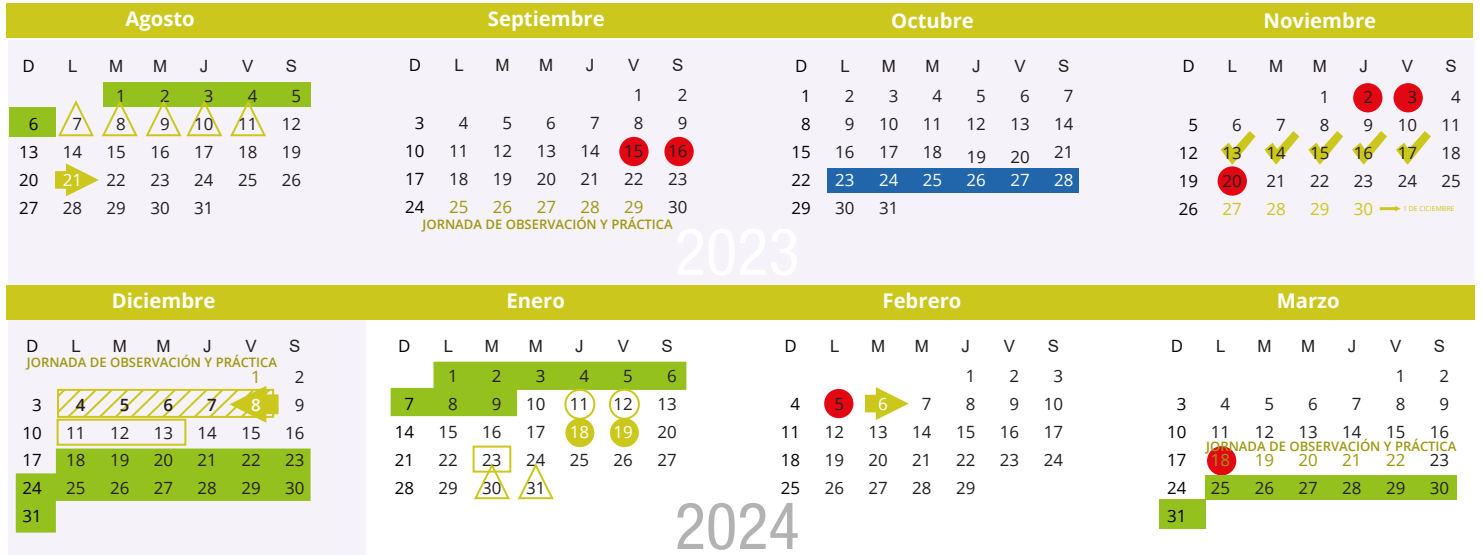 Agosto Septiembre Octubre Noviembre
D L M M J V S
1 2 3 4 5
6 7 8 9 10 11 12
13 14 15 16 17 18 19
20 21 22 23 24 25 26
27 28 29 30 31
D L M M J V S
1 2
3 4 5 6 7 8 9
10 11 12 13 14 15 16
17 18 19 20 21 22 23
24 25 26 27 28 29 30
JORNADA DE OBSERVACIÓN Y PRÁCTICA
D L M M J V S
1 2 3 4 5 6 7
8 9 10 11 12 13 14
15 16 17 18 19 20 21
22 23 24 25 26 27 28
29 30 31
D L M M J V S
1 2 3 4
5 6 7 8 9 10 11
12 13 14 15 16 17 18
19 20 21 22 23 24 25
26 27 28 29 30 1 DE CICIEMBRE
2023
Diciembre Enero Febrero Marzo
D L M M J V S
JORNADA DE OBSERVACIÓN Y PRÁCTICA
1 2
3 4 5 6 7 8 9
10 11 12 13 14 15 16
17 18 19 20 21 22 23
24 25 26 27 28 29 30
31
D L M M J V S
1 2 3 4 5 6
7 8 9 10 11 12 13
14 15 16 17 18 19 20
21 22 23 24 25 26 27
28 29 30 31
D L M M J V S
1 2 3
4 5 6 7 8 9 10
11 12 13 14 15 16 17
18 19 20 21 22 23 24
25 26 27 28 29
D L M M J V S
1 2
3 4 5 6 7 8 9
10 11 12 13 14 15 16
JORNADA DE OBSERVACIÓN Y PRÁCTICA
17 18 19 20 21 22 23
24 25 26 27 28 29 30
31
2024